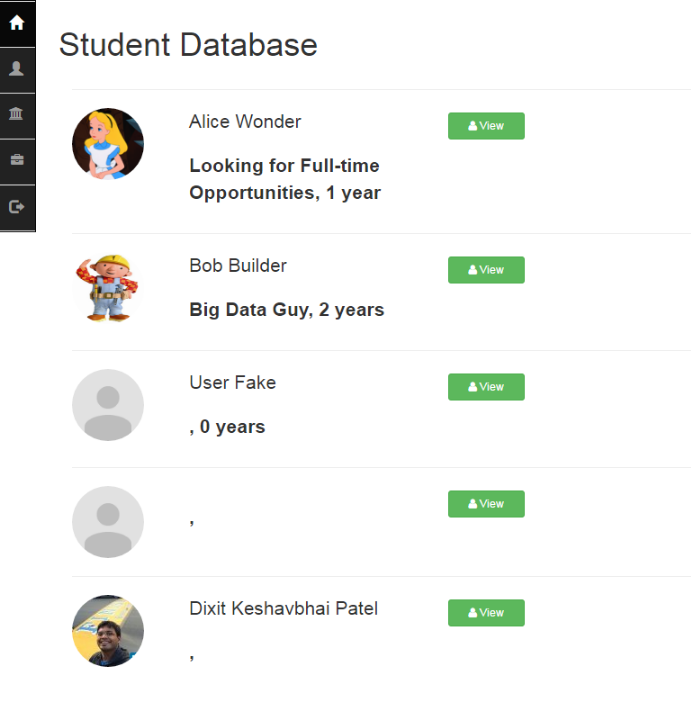 Student Database
Alice Wonder
View
Looking for Full-time
Opportunities, 1 year
Bob Builder
View
Big Data Guy, 2 years
User Fake
View
, 0 years
View
,
Dixit Keshavbhai Patel
View
,